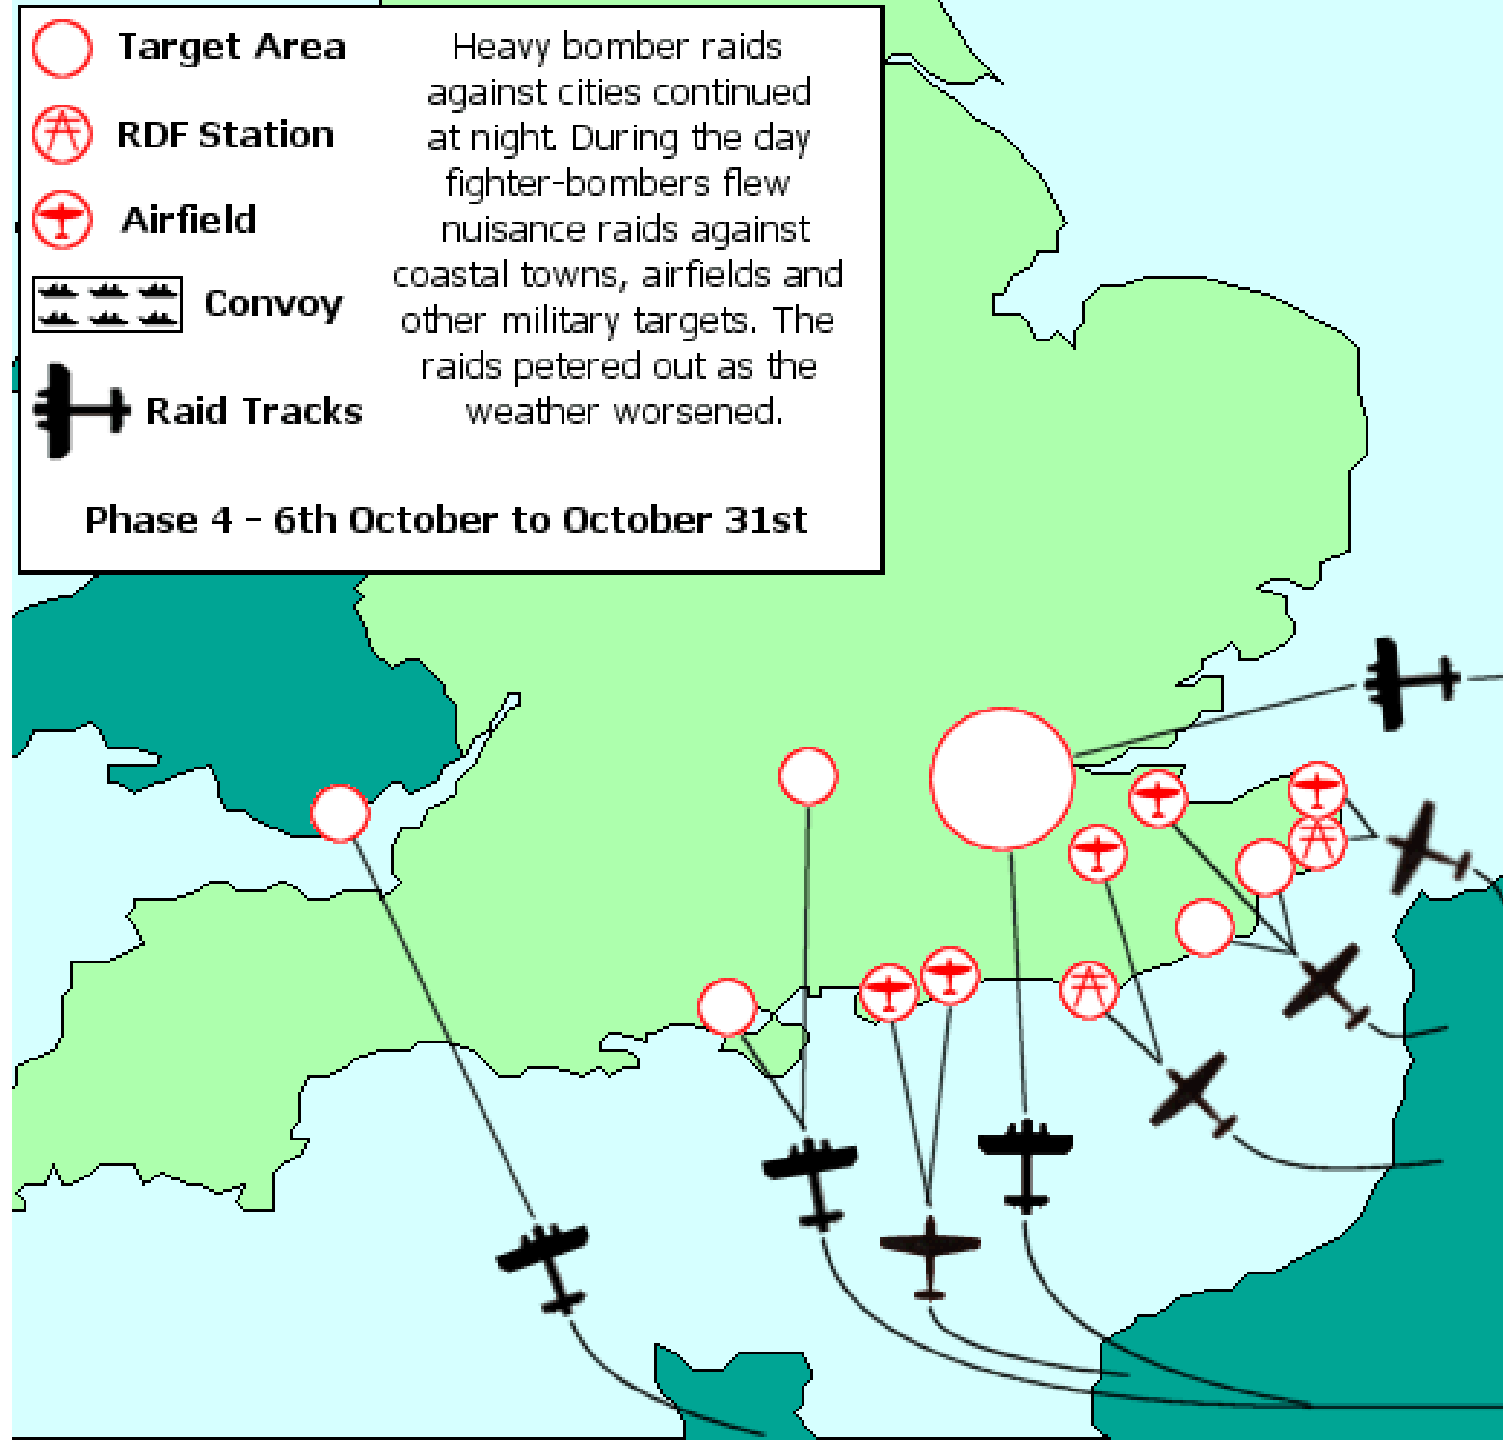 Target Area
RDF Station
Airfield
Convoy
Raid Tracks
Heavy bomber raids
against cities continued
at night. During the day
fighter-bombers flew
nuisance raids against
coastal towns, airfields and
other military targets. The
raids petered out as the
weather worsened.
Phase 4 - 6th October to October 31st